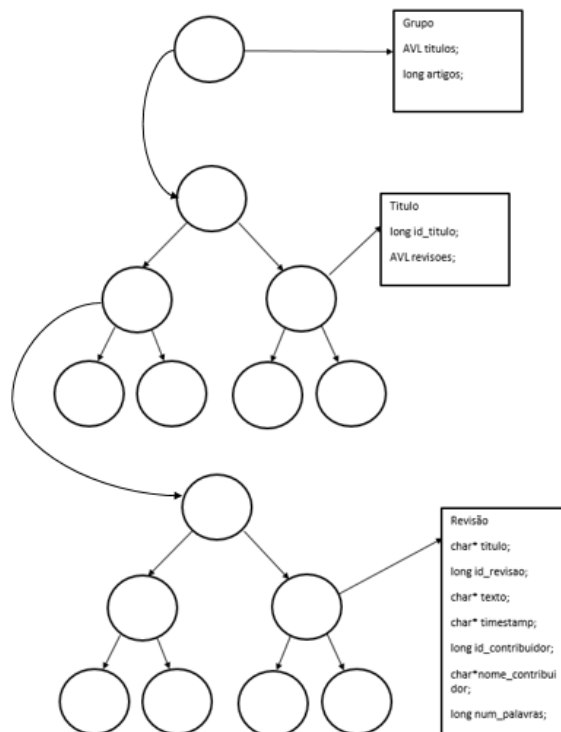 Grupo
AVL titulos;
long artigos;
Titulo
long id_titulo;
AVL revisoes;
Revisão
char* titulo;
long id_revisao;
char* texto;
char* timestamp;
long id_contribuidor;
char*nome_contribui
dor;
long num_palavras;